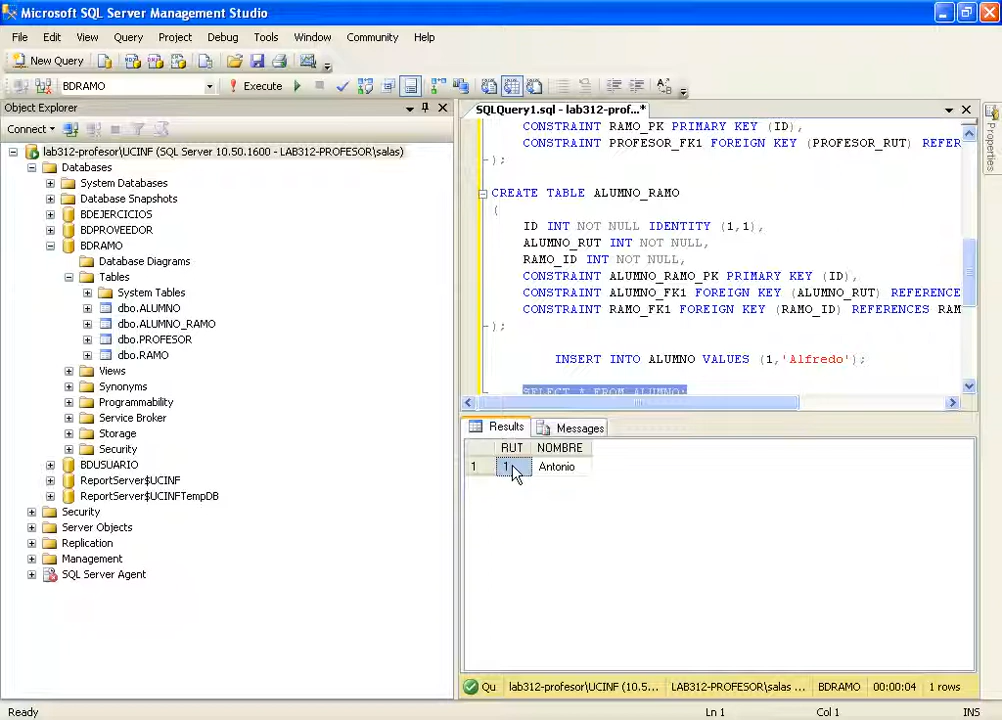 Microsoft SQL Server Management Studio
File Edit View Query Project Debug Tools Window Community Help
New Query
BDRAMO Execute
Object Explorer
Connect
lab312-profesor\UCINF (SQL Server 10.50.1600 - LAB312-PROFESOR\salas)
Databases
System Databases
Database Snapshots
BDEJERCICIOS
BDPROVEEDOR
BDRAMO
Database Diagrams
Tables
System Tables
dbo.ALUMNO
dbo.ALUMNO_RAMO
dbo.PROFESOR
dbo.RAMO
Views
Synonyms
Programmability
Service Broker
Storage
Security
BDUSUARIO
ReportServer$UCINF
ReportServer$UCINFTempDB
Security
Server Objects
Replication
Management
SQL Server Agent
SQLQuery1.sql - lab312-prof...*
CONSTRAINT RAMO_PK PRIMARY KEY (ID),
CONSTRAINT PROFESOR_FK1 FOREIGN KEY (PROFESOR_RUT) REFER
);
CREATE TABLE ALUMNO_RAMO
(
ID INT NOT NULL IDENTITY (1,1),
ALUMNO_RUT INT NOT NULL,
RAMO_ID INT NOT NULL,
CONSTRAINT ALUMNO_RAMO_PK PRIMARY KEY (ID),
CONSTRAINT ALUMNO_FK1 FOREIGN KEY (ALUMNO_RUT) REFERENCE
CONSTRAINT RAMO_FK1 FOREIGN KEY (RAMO_ID) REFERENCES RAM
);
INSERT INTO ALUMNO VALUES (1,'Alfredo');
SELECT * FROM ALUMNO;
Results Messages
RUT NOMBRE
1 1 Antonio
Qu lab312-profesor\UCINF (10.5... LAB312-PROFESOR\salas ... BDRAMO 00:00:04 1 rows
Properties
Ready Ln 1 Col 1 INS